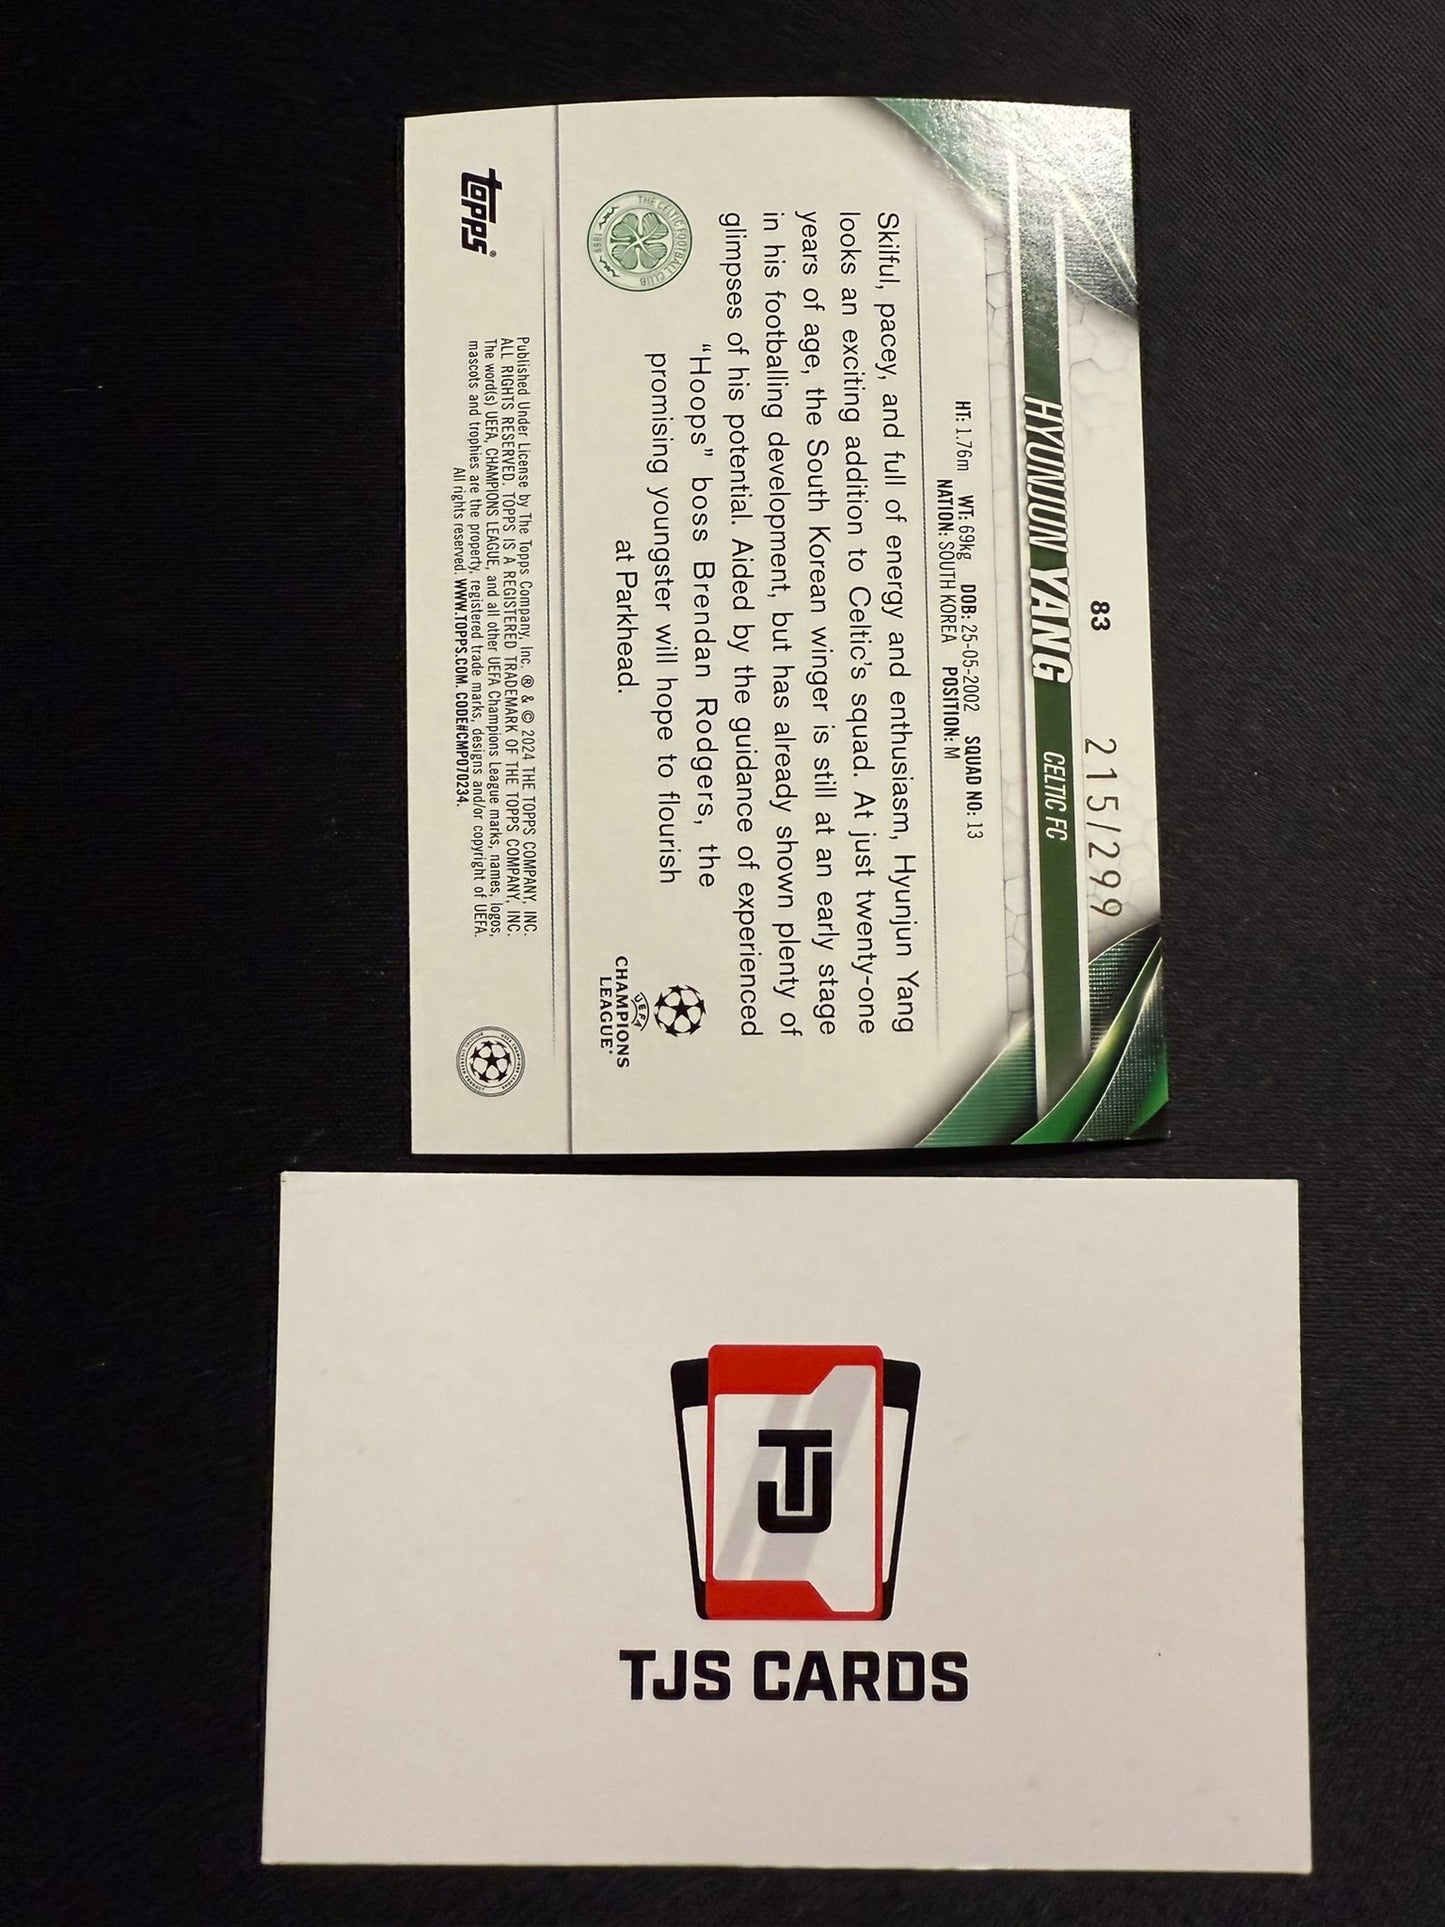 83
215/299
HYUNJUN YANG CELTIC FC
HT: 1.76m WT: 69kg DOB: 25-05-2002 SQUAD NO: 13
NATION: SOUTH KOREA POSITION: M
Skilful, pacey, and full of energy and enthusiasm, Hyunjun Yang
looks an exciting addition to Celtic's squad. At just twenty-one
years of age, the South Korean winger is still at an early stage
in his footballing development, but has already shown plenty of
glimpses of his potential. Aided by the guidance of experienced
“Hoops” boss Brendan Rodgers, the
promising youngster will hope to flourish
at Parkhead.
THE CELTIC FOOTBALL CLUB
1888
UEFA
CHAMPIONS
LEAGUE®
topps®
Published Under License by The Topps Company, Inc. ® & © 2024 THE TOPPS COMPANY, INC.
ALL RIGHTS RESERVED. TOPPS IS A REGISTERED TRADEMARK OF THE TOPPS COMPANY, INC.
The word(s) UEFA, CHAMPIONS LEAGUE, and all other UEFA Champions League marks, names, logos,
mascots and trophies are the property, registered trade marks, designs and/or copyright of UEFA.
All rights reserved. WWW.TOPPS.COM. CODE#CMP070234.
TJ
TJS CARDS